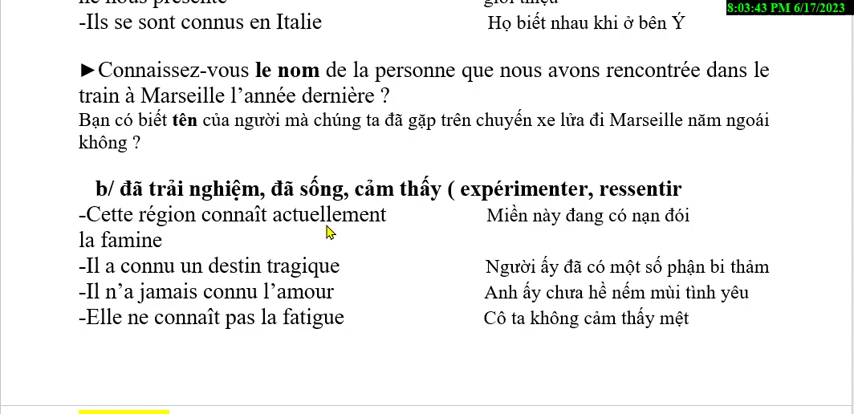 8:03:43 PM 6/17/2023
-Ils se sont connus en Italie Họ biết nhau khi ở bên Ý
►Connaissez-vous le nom de la personne que nous avons rencontrée dans le
train à Marseille l’année dernière ?
Bạn có biết tên của người mà chúng ta đã gặp trên chuyến xe lửa đi Marseille năm ngoái
không ?
b/ đã trải nghiệm, đã sống, cảm thấy ( expérimenter, ressentir
-Cette région connaît actuellement Miền này đang có nạn đói
la famine
-Il a connu un destin tragique Người ấy đã có một số phận bi thảm
-Il n’a jamais connu l’amour Anh ấy chưa hề nếm mùi tình yêu
-Elle ne connaît pas la fatigue Cô ta không cảm thấy mệt